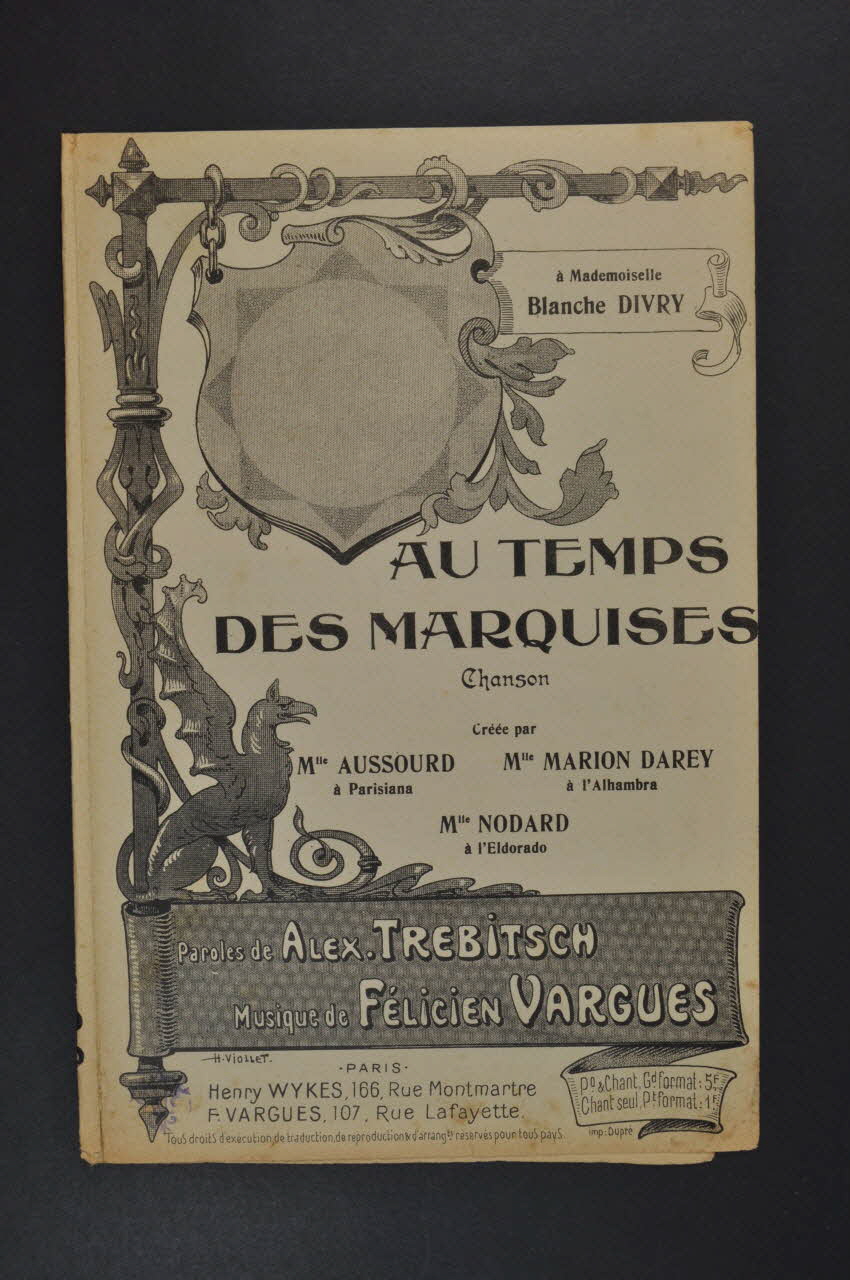 à Mademoiselle
Blanche DIVRY
AU TEMPS
DES MARQUISES
Chanson
Créée par
Mlle AUSSOURD
à Parisiana
Mlle MARION DAREY
à l'Alhambra
Mlle NODARD
à l'Eldorado
Paroles de ALEX. TREBITSCH
Musique de FÉLICIEN VARGUES
H. VIOLLET.
-PARIS-
Henry WYKES, 166, Rue Montmartre
F. VARGUES, 107, Rue Lafayette.
Tous droits d'exécution, de traduction, de reproduction & d'arrangts réservés pour tous pays.
Po & Chant, Gd format: 5F
Chant seul, Pt format: 1F
imp: Dupré